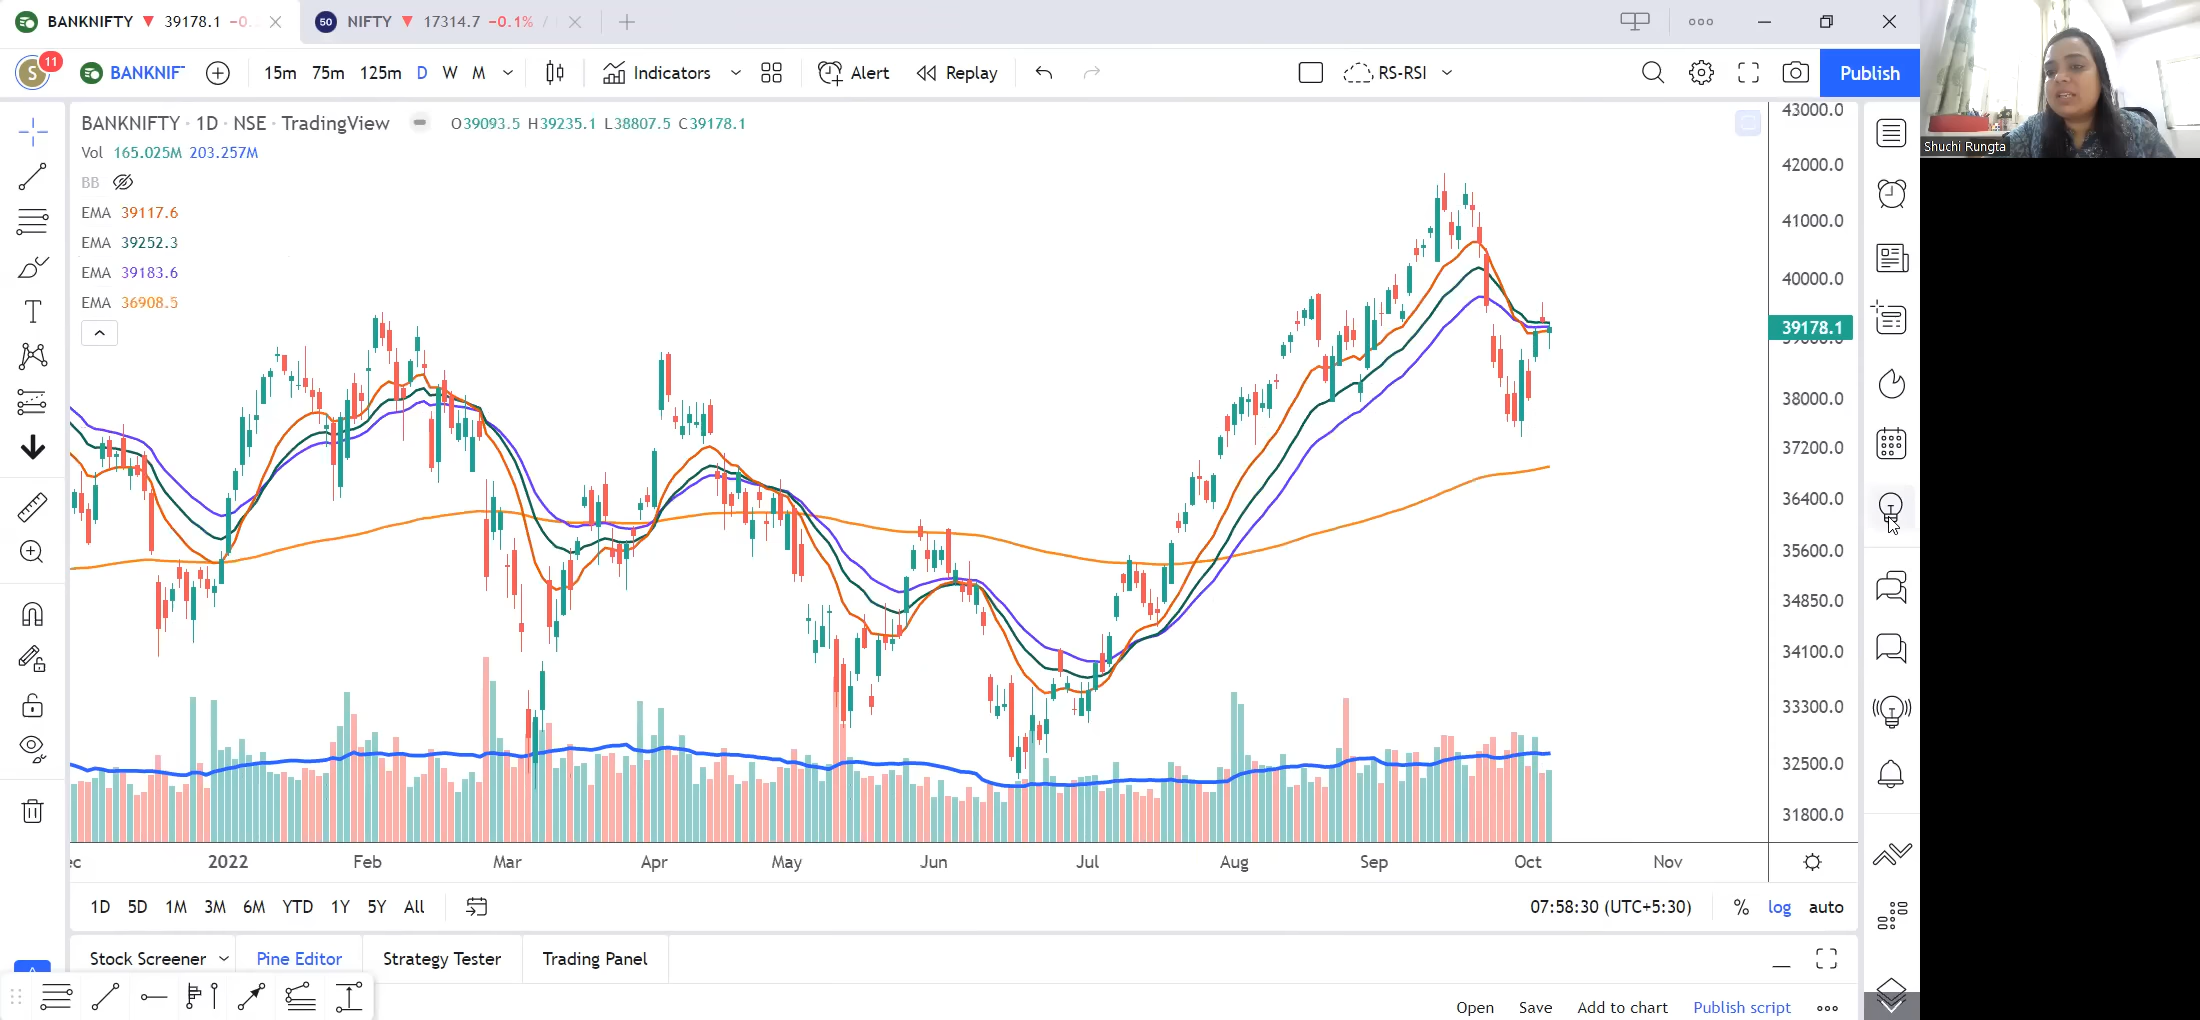 BANKNIFTY ▼ 39178.1 −0.
50 NIFTY ▼ 17314.7 −0.1% /
S 11 BANKNIF 15m 75m 125m D W M Indicators Alert Replay RS-RSI Publish
BANKNIFTY · 1D · NSE · TradingView O39093.5 H39235.1 L38807.5 C39178.1
Vol 165.025M 203.257M
BB
EMA 39117.6
EMA 39252.3
EMA 39183.6
EMA 36908.5
43000.0
42000.0
41000.0
40000.0
39178.1
39000.0
38000.0
37200.0
36400.0
35600.0
34850.0
34100.0
33300.0
32500.0
31800.0
ec 2022 Feb Mar Apr May Jun Jul Aug Sep Oct Nov
1D 5D 1M 3M 6M YTD 1Y 5Y All 07:58:30 (UTC+5:30) % log auto
Stock Screener Pine Editor Strategy Tester Trading Panel
Open Save Add to chart Publish script
Shuchi Rungta